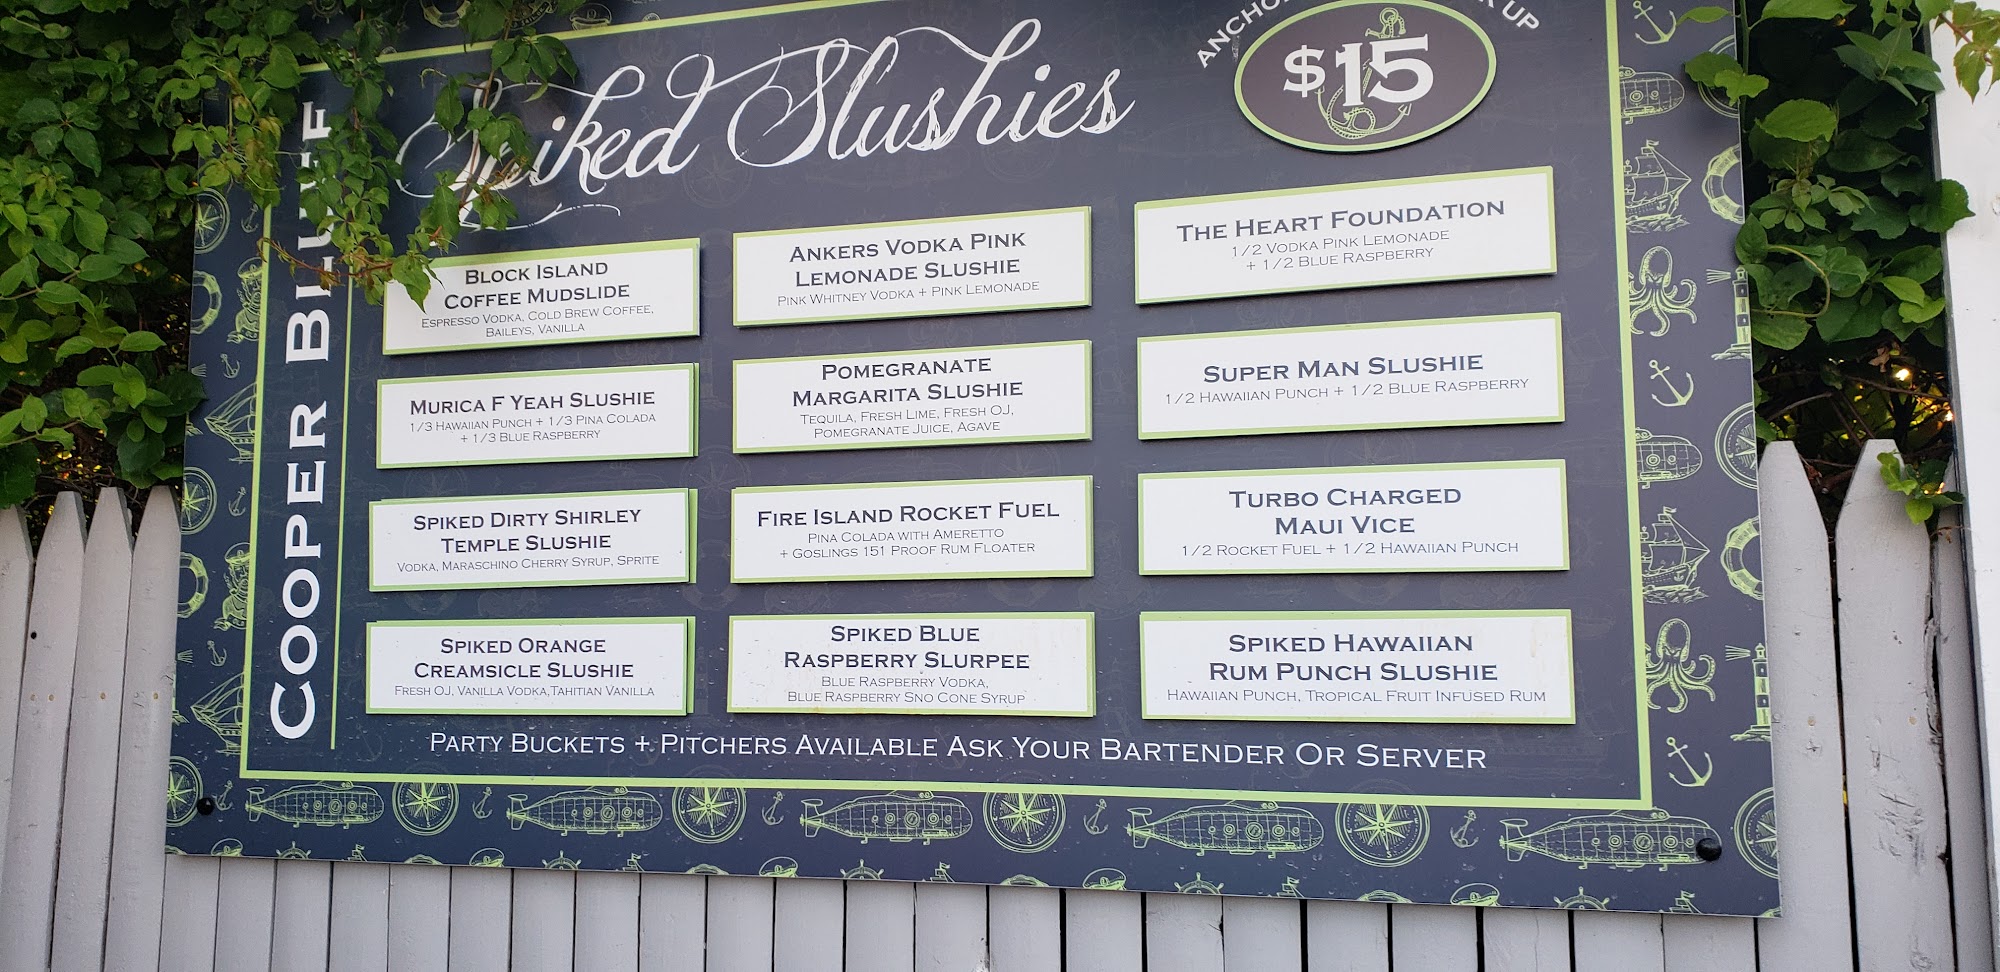 COOPER BLUFF
Spiked Slushies
UP
$15
BLOCK ISLAND
COFFEE MUDSLIDE
ESPRESSO VODKA, COLD BREW COFFEE,
BAILEYS, VANILLA
MURICA F YEAH SLUSHIE
1/3 HAWAIIAN PUNCH + 1/3 PINA COLADA
+ 1/3 BLUE RASPBERRY
SPIKED DIRTY SHIRLEY
TEMPLE SLUSHIE
VODKA, MARASCHINO CHERRY SYRUP, SPRITE
SPIKED ORANGE
CREAMSICLE SLUSHIE
FRESH OJ, VANILLA VODKA,TAHITIAN VANILLA
ANKERS VODKA PINK
LEMONADE SLUSHIE
PINK WHITNEY VODKA + PINK LEMONADE
POMEGRANATE
MARGARITA SLUSHIE
TEQUILA, FRESH LIME, FRESH OJ,
POMEGRANATE JUICE, AGAVE
FIRE ISLAND ROCKET FUEL
PINA COLADA WITH AMERETTO
+ GOSLINGS 151 PROOF RUM FLOATER
SPIKED BLUE
RASPBERRY SLURPEE
BLUE RASPBERRY VODKA,
BLUE RASPBERRY SNO CONE SYRUP
THE HEART FOUNDATION
1/2 VODKA PINK LEMONADE
+ 1/2 BLUE RASPBERRY
SUPER MAN SLUSHIE
1/2 HAWAIIAN PUNCH + 1/2 BLUE RASPBERRY
TURBO CHARGED
MAUI VICE
1/2 ROCKET FUEL + 1/2 HAWAIIAN PUNCH
SPIKED HAWAIIAN
RUM PUNCH SLUSHIE
HAWAIIAN PUNCH, TROPICAL FRUIT INFUSED RUM
PARTY BUCKETS + PITCHERS AVAILABLE ASK YOUR BARTENDER OR SERVER